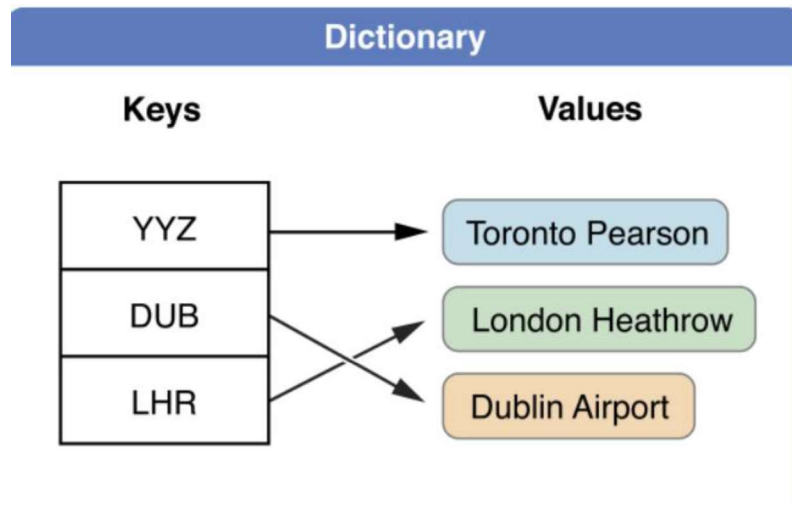 Dictionary
Keys Values
YYZ Toronto Pearson
DUB London Heathrow
LHR Dublin Airport